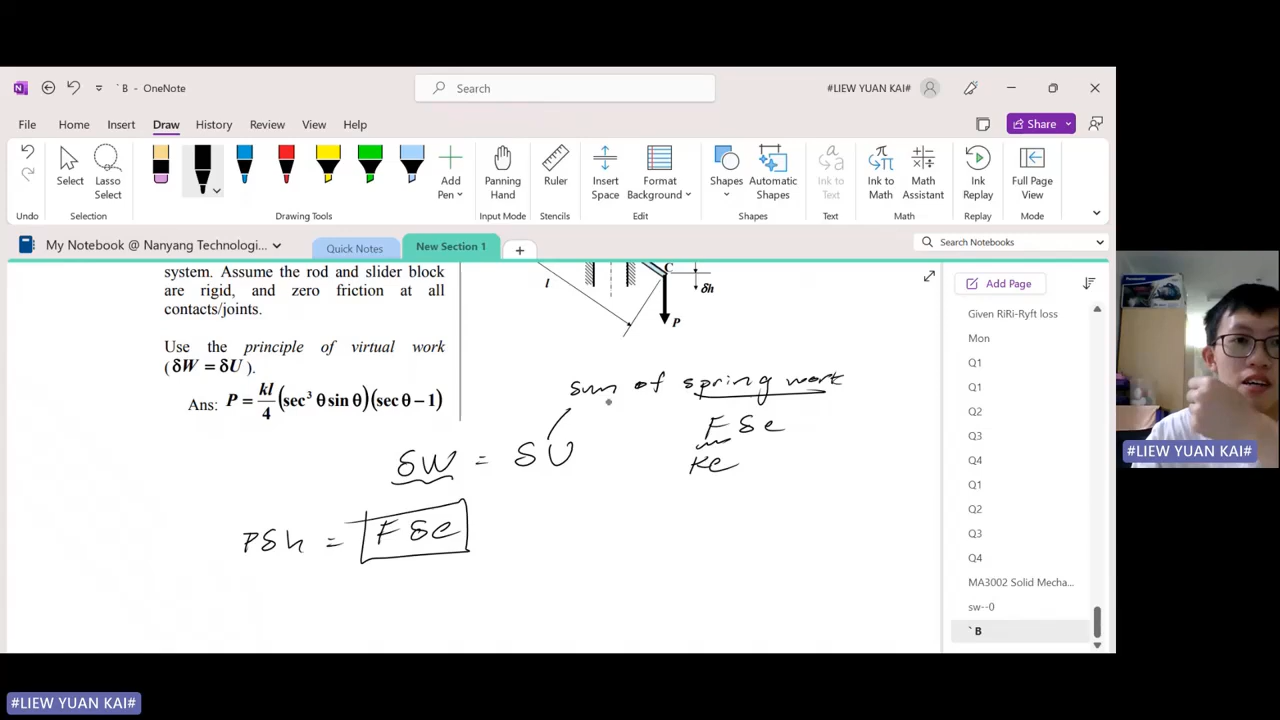 ` B - OneNote
Search
#LIEW YUAN KAI#
File Home Insert Draw History Review View Help
Share
Undo
Select
Lasso Select
Add Pen
Panning Hand
Ruler
Insert Space
Format Background
Shapes
Automatic Shapes
Ink to Text
Ink to Math
Math Assistant
Ink Replay
Full Page View
Selection
Drawing Tools
Input Mode
Stencils
Edit
Shapes
Text
Math
Replay
Mode
My Notebook @ Nanyang Technologi...
Quick Notes
New Section 1
Search Notebooks
system. Assume the rod and slider block
are rigid, and zero friction at all
contacts/joints.
Use the principle of virtual work
(δW = δU).
Ans: P = kl/4 (sec³ θ sin θ)(sec θ − 1)
l
C
δh
P
sum of spring work
F δe
ke
δW = δU
Pδh = F δe
Add Page
Given RiRi-Ryft loss
Mon
Q1
Q1
Q2
Q3
Q4
Q1
Q2
Q3
Q4
MA3002 Solid Mecha...
sw--0
` B
#LIEW YUAN KAI#
#LIEW YUAN KAI#